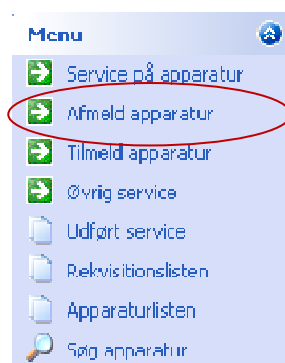 Menu
Service på apparatur
Afmeld apparatur
Tilmeld apparatur
Øvrig service
Udført service
Rekvisitionslisten
Apparaturlisten
Søg apparatur